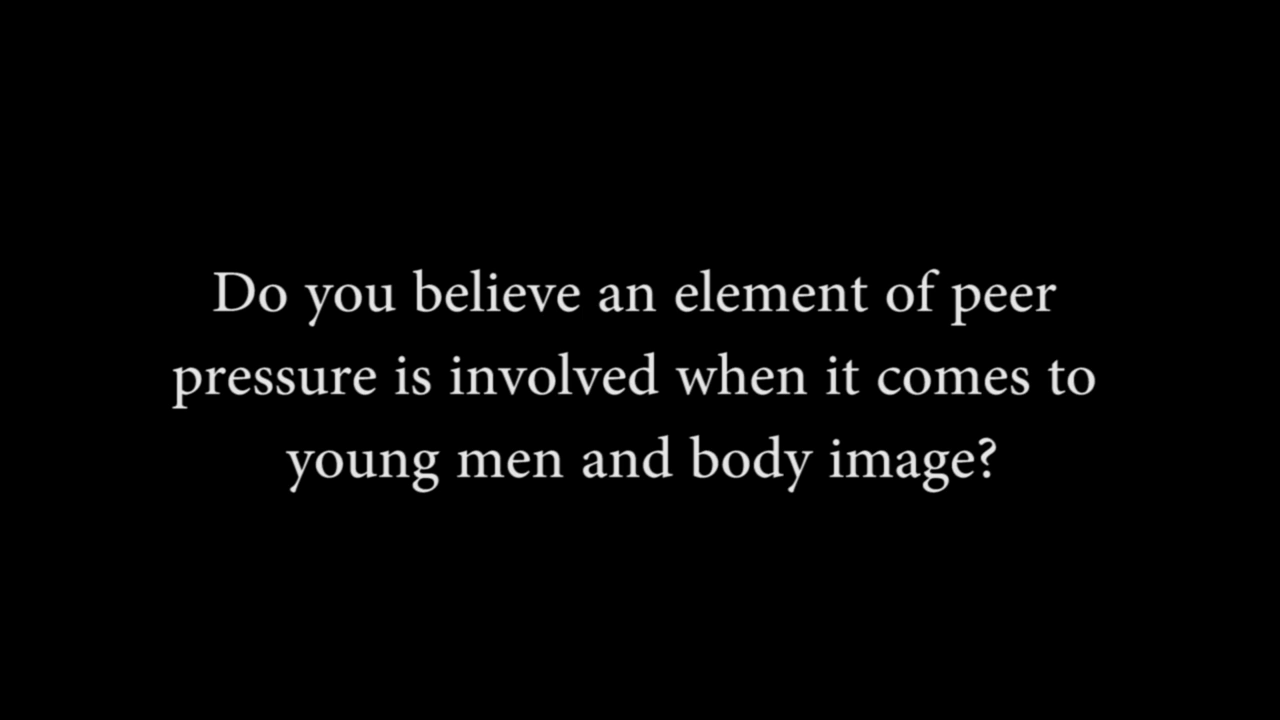 Do you believe an element of peer
pressure is involved when it comes to
young men and body image?